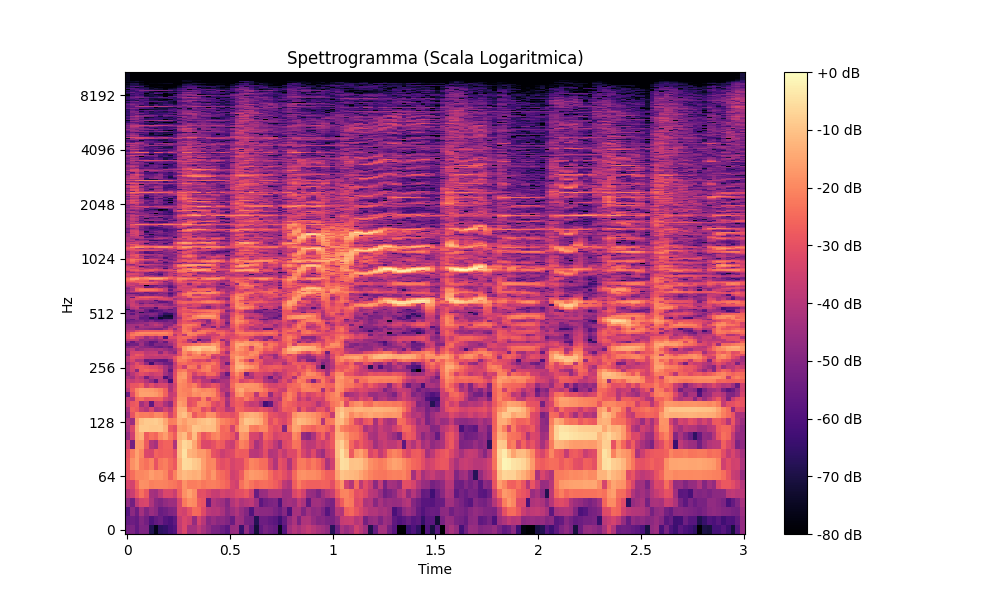 Spettrogramma (Scala Logaritmica)
Hz
8192
4096
2048
1024
512
256
128
64
0
0
0.5
1
1.5
2
2.5
3
Time
+0 dB
-10 dB
-20 dB
-30 dB
-40 dB
-50 dB
-60 dB
-70 dB
-80 dB